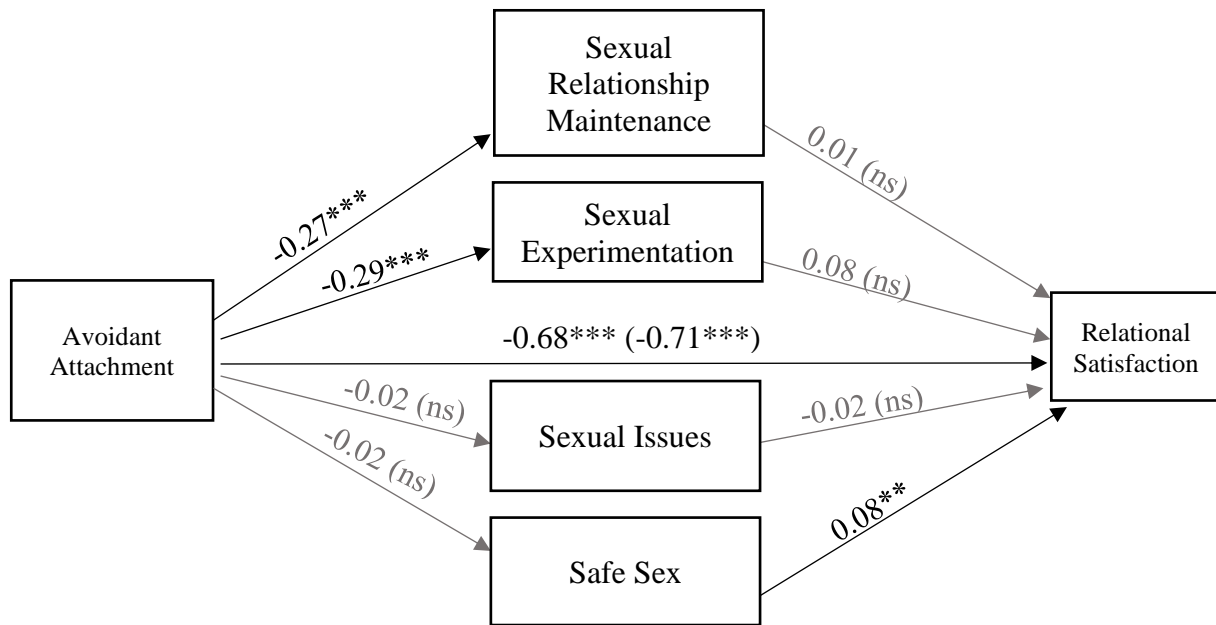 Sexual
Relationship
Maintenance
0.01 (ns)
-0.27***
Sexual
Experimentation
-0.29***
0.08 (ns)
Avoidant
Attachment
-0.68*** (-0.71***)
Relational
Satisfaction
-0.02 (ns)
Sexual Issues
-0.02 (ns)
-0.02 (ns)
Safe Sex
0.08**